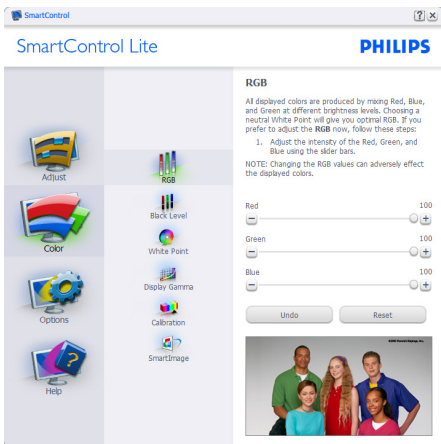 SmartControl
SmartControl Lite
PHILIPS
Adjust
Color
Options
Help
RGB
Black Level
White Point
Display Gamma
Calibration
SmartImage
RGB
All displayed colors are produced by mixing Red, Blue,
and Green at different brightness levels. Choosing a
neutral White Point will give you optimal RGB. If you
prefer to adjust the RGB now, follow these steps:
1. Adjust the intensity of the Red, Green, and
Blue using the slider bars.
NOTE: Changing the RGB values can adversely effect
the displayed colors.
Red 100
Green 100
Blue 100
Undo Reset